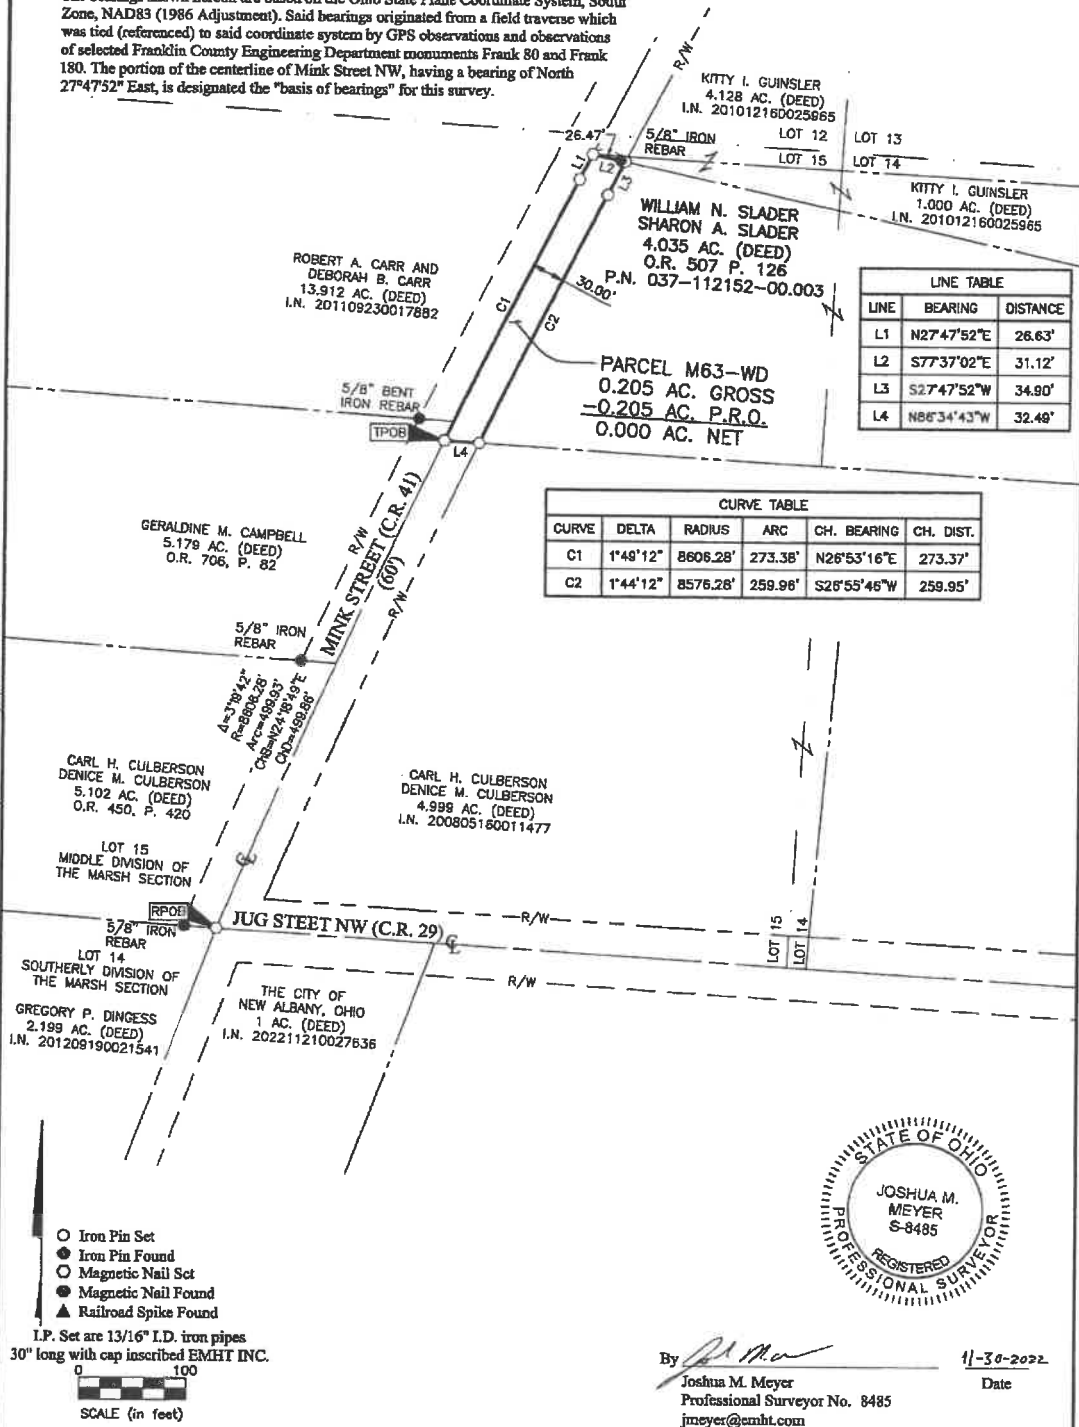 Zone, NAD83 (1986 Adjustment). Said bearings originated from a field traverse which
was tied (referenced) to said coordinate system by GPS observations and observations
of selected Franklin County Engineering Department monuments Frank 80 and Frank
180. The portion of the centerline of Mink Street NW, having a bearing of North
27°47'52" East, is designated the "basis of bearings" for this survey.
R/W
KITTY I. GUINSLER
4.128 AC. (DEED)
I.N. 201012160025965
26.47'
5/8" IRON
REBAR
LOT 12
LOT 13
LOT 15
LOT 14
L1
L2
L3
KITTY I. GUINSLER
1.000 AC. (DEED)
I.N. 201012160025965
WILLIAM N. SLADER
SHARON A. SLADER
4.035 AC. (DEED)
O.R. 507 P. 126
P.N. 037-112152-00.003
ROBERT A. CARR AND
DEBORAH B. CARR
13.912 AC. (DEED)
I.N. 201109230017882
30.00'
C1
C2
LINE TABLE
LINE BEARING DISTANCE
L1 N27°47'52"E 26.63'
L2 S77°37'02"E 31.12'
L3 S27°47'52"W 34.90'
L4 N86°34'43"W 32.49'
PARCEL M63-WD
0.205 AC. GROSS
-0.205 AC. P.R.O.
0.000 AC. NET
5/8" BENT
IRON REBAR
TPOB
L4
CURVE TABLE
CURVE DELTA RADIUS ARC CH. BEARING CH. DIST.
C1 1°49'12" 8606.28' 273.38' N26°53'16"E 273.37'
C2 1°44'12" 8576.28' 259.96' S26°55'46"W 259.95'
GERALDINE M. CAMPBELL
5.179 AC. (DEED)
O.R. 706, P. 82
R/W
MINK STREET (C.R. 41)
(60')
R/W
5/8" IRON
REBAR
Δ=3°19'42"
R=8606.28'
Arc=499.93'
ChB=N24°18'49"E
ChD=499.86'
CARL H. CULBERSON
DENICE M. CULBERSON
5.102 AC. (DEED)
O.R. 450, P. 420
CARL H. CULBERSON
DENICE M. CULBERSON
4.999 AC. (DEED)
I.N. 200805160011477
LOT 15
MIDDLE DIVISION OF
THE MARSH SECTION
RPOB
5/8" IRON
REBAR
JUG STEET NW (C.R. 29)
R/W
LOT 15
LOT 14
R/W
LOT 14
SOUTHERLY DIVISION OF
THE MARSH SECTION
GREGORY P. DINGESS
2.199 AC. (DEED)
I.N. 201209190021541
THE CITY OF
NEW ALBANY, OHIO
1 AC. (DEED)
I.N. 202211210027636
STATE OF OHIO
JOSHUA M.
MEYER
S-8485
REGISTERED
PROFESSIONAL SURVEYOR
Iron Pin Set
Iron Pin Found
Magnetic Nail Set
Magnetic Nail Found
Railroad Spike Found
I.P. Set are 13/16" I.D. iron pipes
30" long with cap inscribed EMHT INC.
0 100
SCALE (in feet)
By
11-30-2022
Joshua M. Meyer
Date
Professional Surveyor No. 8485
jmeyer@emht.com